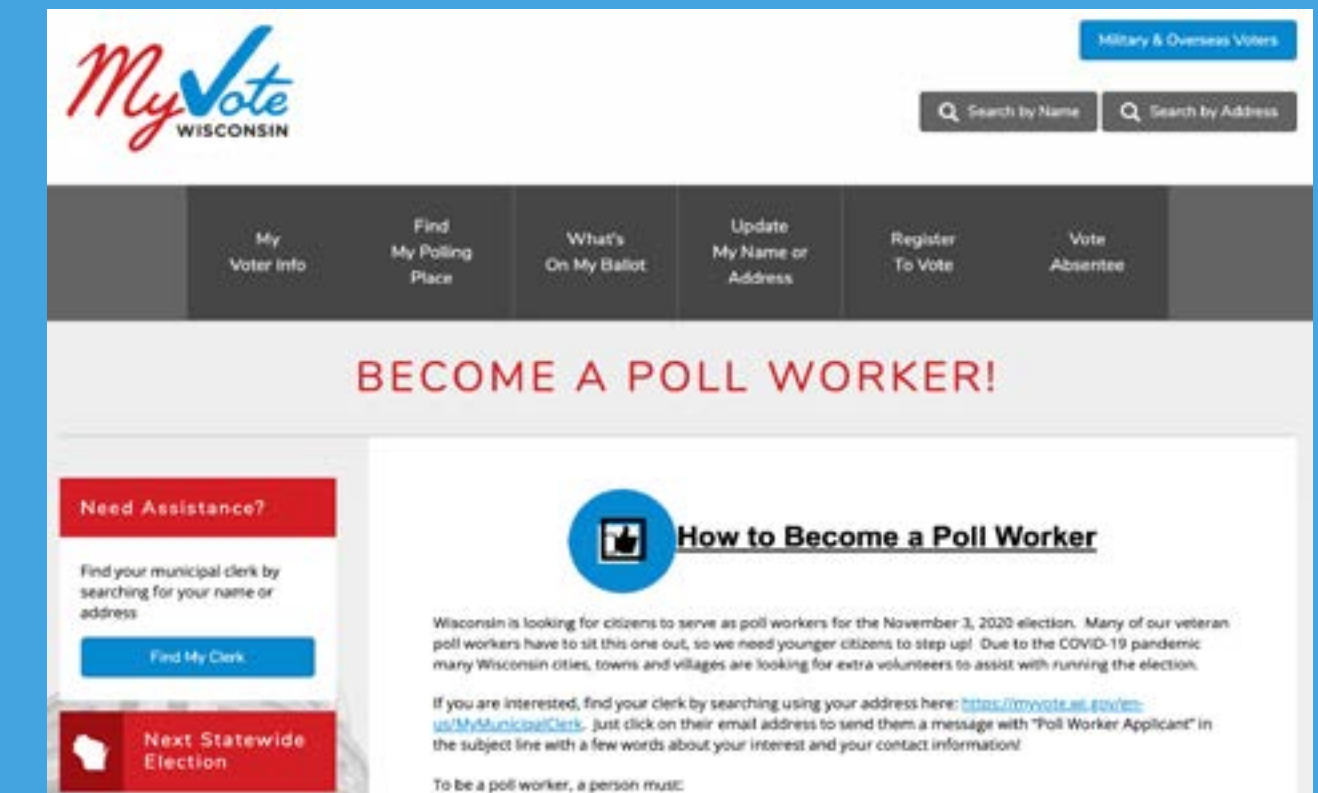 My Vote
WISCONSIN
Military & Overseas Voters
Search by Name
Search by Address
My
Voter Info
Find
My Polling
Place
What's
On My Ballot
Update
My Name or
Address
Register
To Vote
Vote
Absentee
BECOME A POLL WORKER!
Need Assistance?
Find your municipal clerk by
searching for your name or
address
Find My Clerk
Next Statewide
Election
How to Become a Poll Worker
Wisconsin is looking for citizens to serve as poll workers for the November 3, 2020 election. Many of our veteran
poll workers have to sit this one out, so we need younger citizens to step up! Due to the COVID-19 pandemic
many Wisconsin cities, towns and villages are looking for extra volunteers to assist with running the election.
If you are interested, find your clerk by searching using your address here: https://myvote.wi.gov/en-
us/MyMunicipalClerk. Just click on their email address to send them a message with "Poll Worker Applicant" in
the subject line with a few words about your interest and your contact information!
To be a poll worker, a person must: